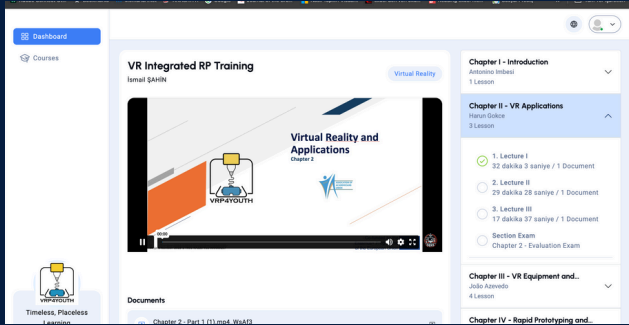 Dashboard
Courses
VR Integrated RP Training
İsmail ŞAHİN
Virtual Reality
Virtual Reality and
Applications
Chapter 2
VRP4YOUTH
00:00
Documents
Chapter 2 - Part 1 (1).mp4_WsAf3
VRP4YOUTH
Timeless, Placeless
Learning
Chapter I - Introduction
Antonino Imbesi
1 Lesson
Chapter II - VR Applications
Harun Gokce
3 Lesson
1. Lecture I
32 dakika 3 saniye / 1 Document
2. Lecture II
29 dakika 28 saniye / 1 Document
3. Lecture III
17 dakika 37 saniye / 1 Document
Section Exam
Chapter 2 - Evaluation Exam
Chapter III - VR Equipment and...
João Azevedo
4 Lesson
Chapter IV - Rapid Prototyping and...